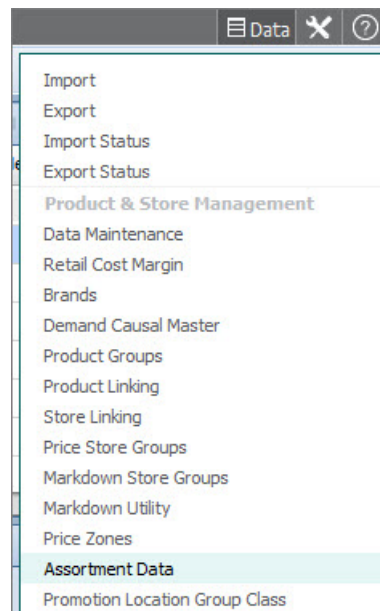 Data
Import
Export
Import Status
Export Status
Product & Store Management
Data Maintenance
Retail Cost Margin
Brands
Demand Causal Master
Product Groups
Product Linking
Store Linking
Price Store Groups
Markdown Store Groups
Markdown Utility
Price Zones
Assortment Data
Promotion Location Group Class